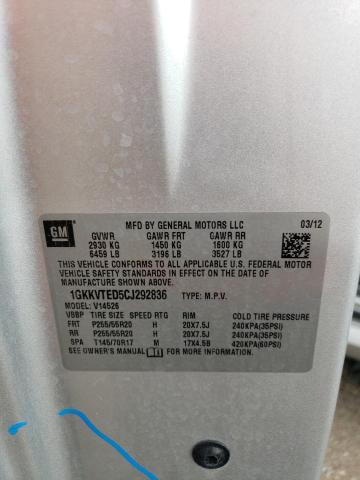 GM
MFD BY GENERAL MOTORS LLC 03/12
GVWR GAWR FRT GAWR RR
2930 KG 1450 KG 1600 KG
6459 LB 3196 LB 3527 LB
THIS VEHICLE CONFORMS TO ALL APPLICABLE U.S. FEDERAL MOTOR
VEHICLE SAFETY STANDARDS IN EFFECT ON THE DATE OF
MANUFACTURE SHOWN ABOVE.
1GKKVTED5CJ292836 TYPE: M.P.V.
MODEL: V14526
VBBP TIRE SIZE SPEED RTG RIM COLD TIRE PRESSURE
FRT P255/55R20 H 20X7.5J 240KPA(35PSI)
RR P255/55R20 H 20X7.5J 240KPA(35PSI)
SPA T145/70R17 M 17X4.5B 420KPA(60PSI)
SEE OWNER'S MANUAL FOR MORE INFORMATION.